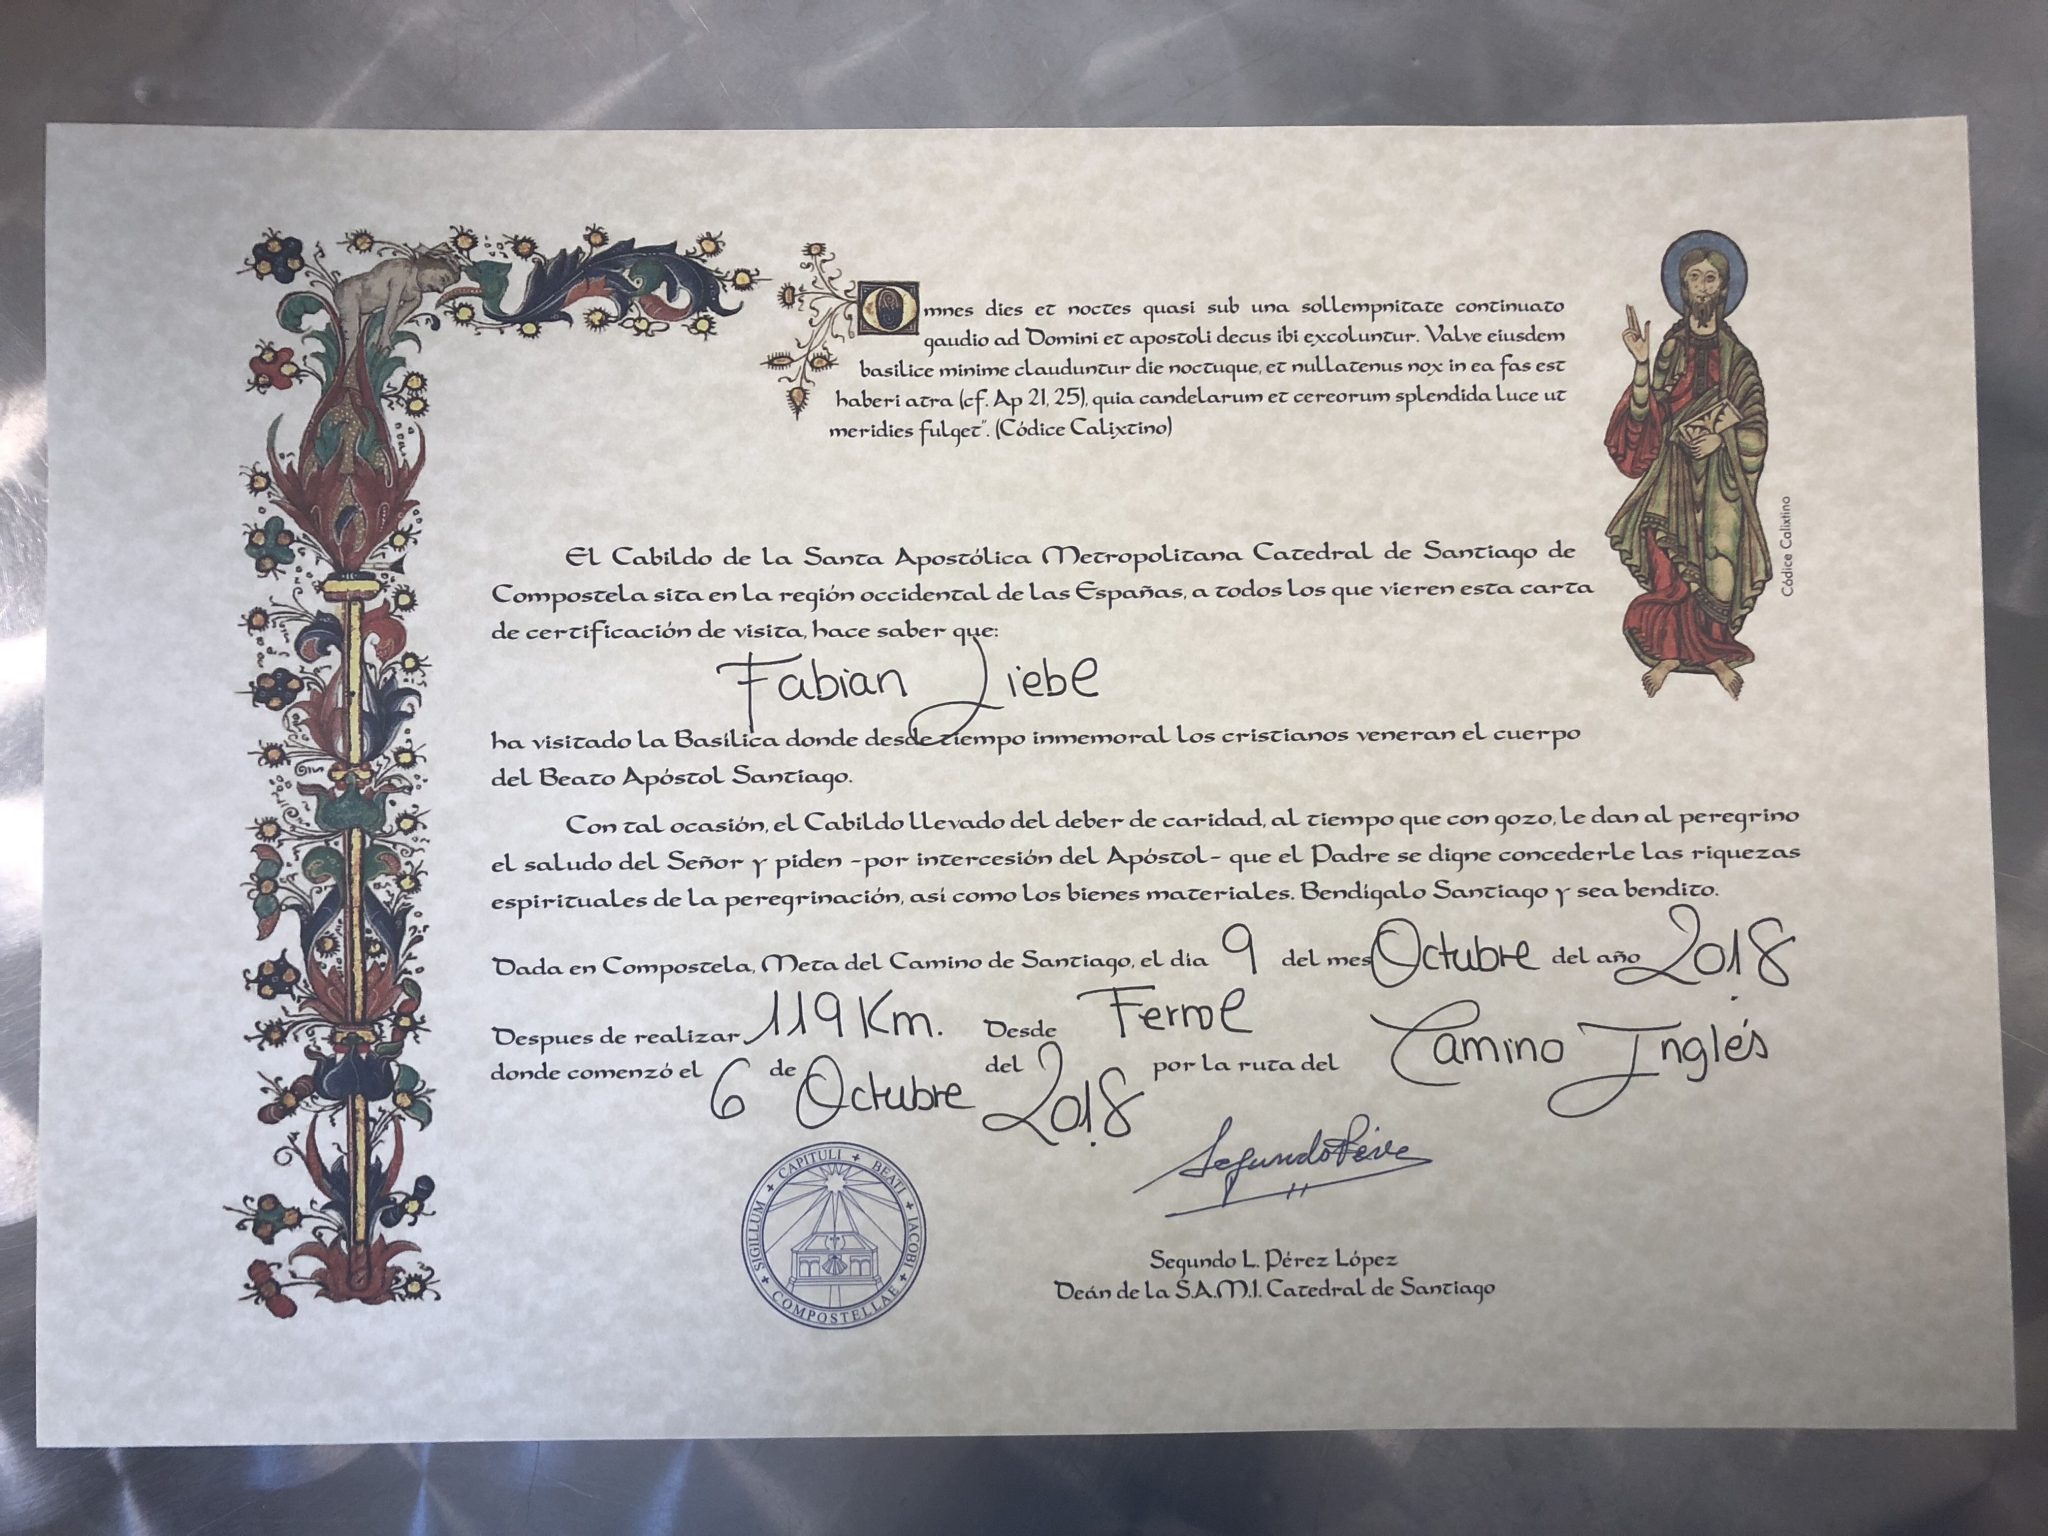 Omnes dies et noctes quasi sub una sollempnitate continuato
gaudio ad Domini et apostoli decus ibi excoluntur. Valve eiusdem
basilice minime clauduntur die noctuque, et nullatenus nox in ea fas est
haberi atra (cf. Ap 21, 25), quia candelarum et cereorum splendida luce ut
meridies fulget". (Códice Calixtino)
Códice Calixtino
El Cabildo de la Santa Apostólica Metropolitana Catedral de Santiago de
Compostela sita en la región occidental de las Españas, a todos los que vieren esta carta
de certificación de visita, hace saber que:
Fabian Liebe
ha visitado la Basílica donde desde tiempo inmemorial los cristianos veneran el cuerpo
del Beato Apóstol Santiago.
Con tal ocasión, el Cabildo llevado del deber de caridad, al tiempo que con gozo, le dan al peregrino
el saludo del Señor y piden -por intercesión del Apóstol- que el Padre se digne concederle las riquezas
espirituales de la peregrinación, así como los bienes materiales. Bendígalo Santiago y sea bendito.
Dada en Compostela, Meta del Camino de Santiago, el día 9 del mes Octubre del año 2018
Despues de realizar 119 Km. Desde Ferrol
donde comenzó el 6 de Octubre del 2018 por la ruta del Camino Inglés
SIGILLUM + CAPITULI + BEATI + IACOBI + COMPOSTELLAE +
Segundo Pérez
Segundo L. Pérez López
Deán de la S.A.M.I. Catedral de Santiago